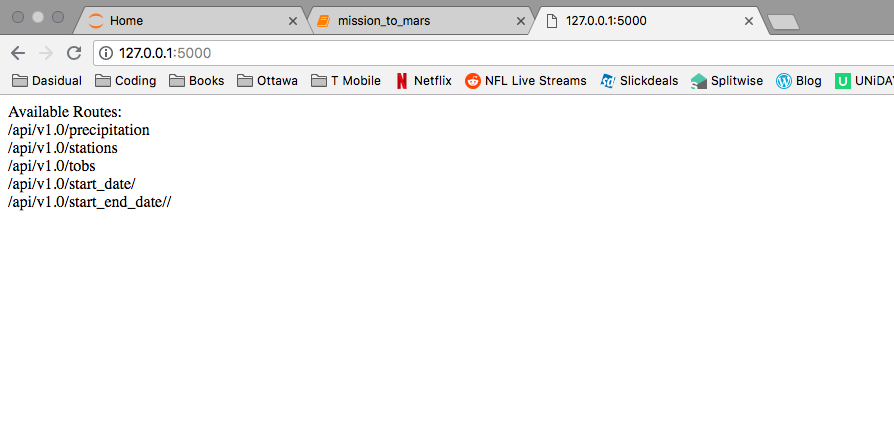 Home
mission_to_mars
127.0.0.1:5000
127.0.0.1:5000
Dasidual Coding Books Ottawa T Mobile Netflix NFL Live Streams Slickdeals Splitwise Blog UNiDAY
Available Routes:
/api/v1.0/precipitation
/api/v1.0/stations
/api/v1.0/tobs
/api/v1.0/start_date/
/api/v1.0/start_end_date//